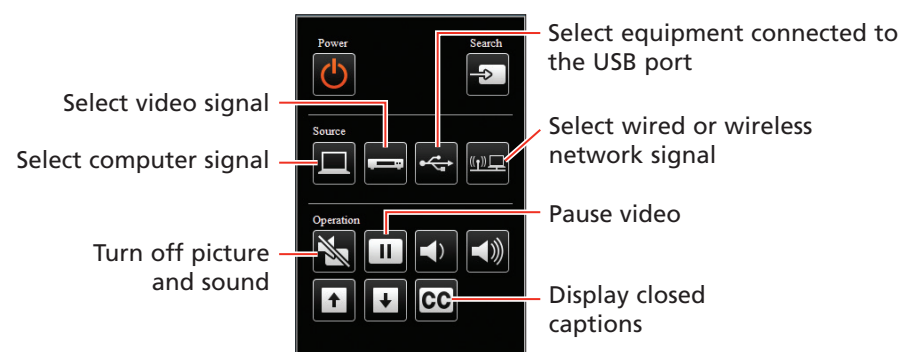 Power
Search
Select equipment connected to
the USB port
Select video signal
Source
Select wired or wireless
network signal
Select computer signal
Operation
Pause video
Turn off picture
and sound
CC
Display closed
captions